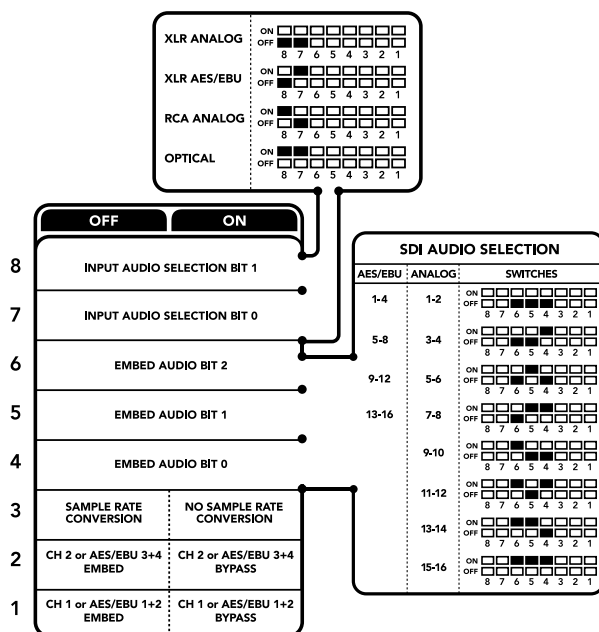 XLR ANALOG
ON
OFF
8 7 6 5 4 3 2 1
XLR AES/EBU
ON
OFF
8 7 6 5 4 3 2 1
RCA ANALOG
ON
OFF
8 7 6 5 4 3 2 1
OPTICAL
ON
OFF
8 7 6 5 4 3 2 1
OFF ON
8 INPUT AUDIO SELECTION BIT 1
7 INPUT AUDIO SELECTION BIT 0
6 EMBED AUDIO BIT 2
5 EMBED AUDIO BIT 1
4 EMBED AUDIO BIT 0
3 SAMPLE RATE CONVERSION NO SAMPLE RATE CONVERSION
2 CH 2 or AES/EBU 3+4 EMBED CH 2 or AES/EBU 3+4 BYPASS
1 CH 1 or AES/EBU 1+2 EMBED CH 1 or AES/EBU 1+2 BYPASS
SDI AUDIO SELECTION
AES/EBU ANALOG SWITCHES
1-4 1-2
ON
OFF
8 7 6 5 4 3 2 1
5-8 3-4
ON
OFF
8 7 6 5 4 3 2 1
9-12 5-6
ON
OFF
8 7 6 5 4 3 2 1
13-16 7-8
ON
OFF
8 7 6 5 4 3 2 1
9-10
ON
OFF
8 7 6 5 4 3 2 1
11-12
ON
OFF
8 7 6 5 4 3 2 1
13-14
ON
OFF
8 7 6 5 4 3 2 1
15-16
ON
OFF
8 7 6 5 4 3 2 1